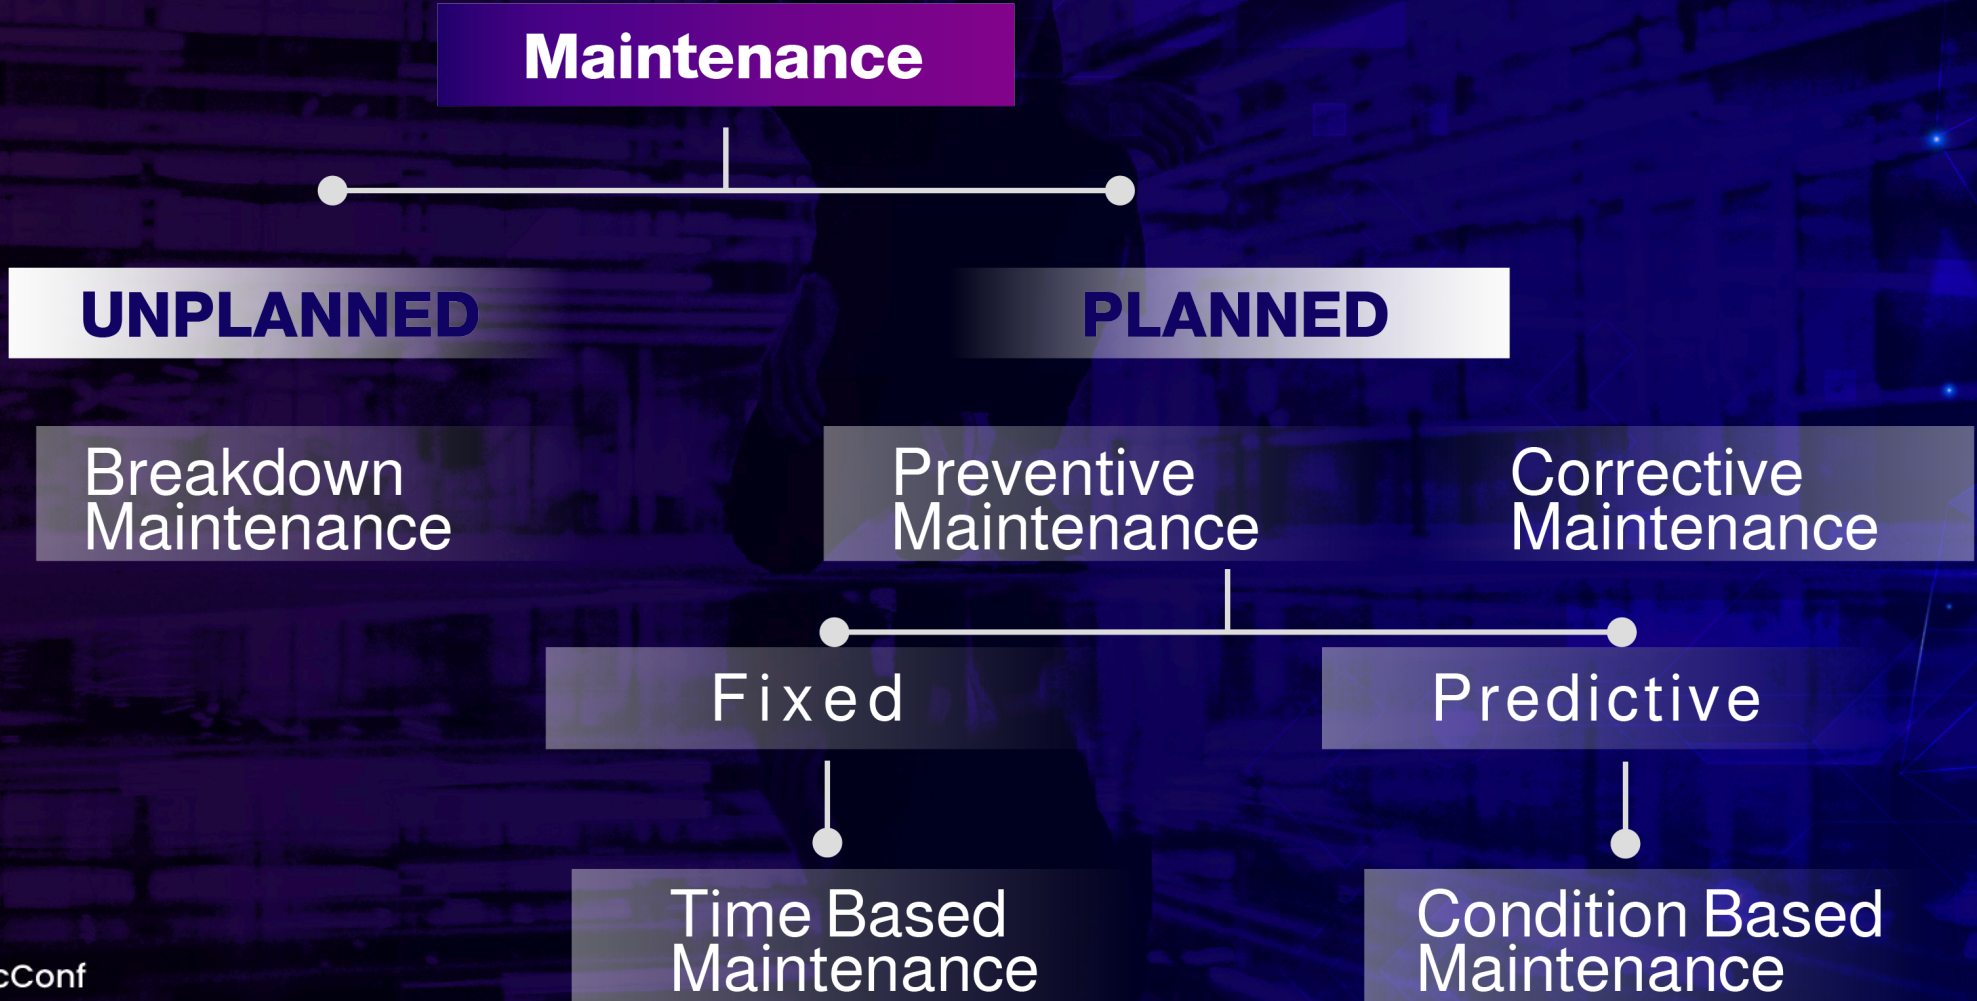 Maintenance
UNPLANNED
PLANNED
Breakdown
Maintenance
Preventive
Maintenance
Corrective
Maintenance
Fixed
Predictive
Time Based
Maintenance
Condition Based
Maintenance